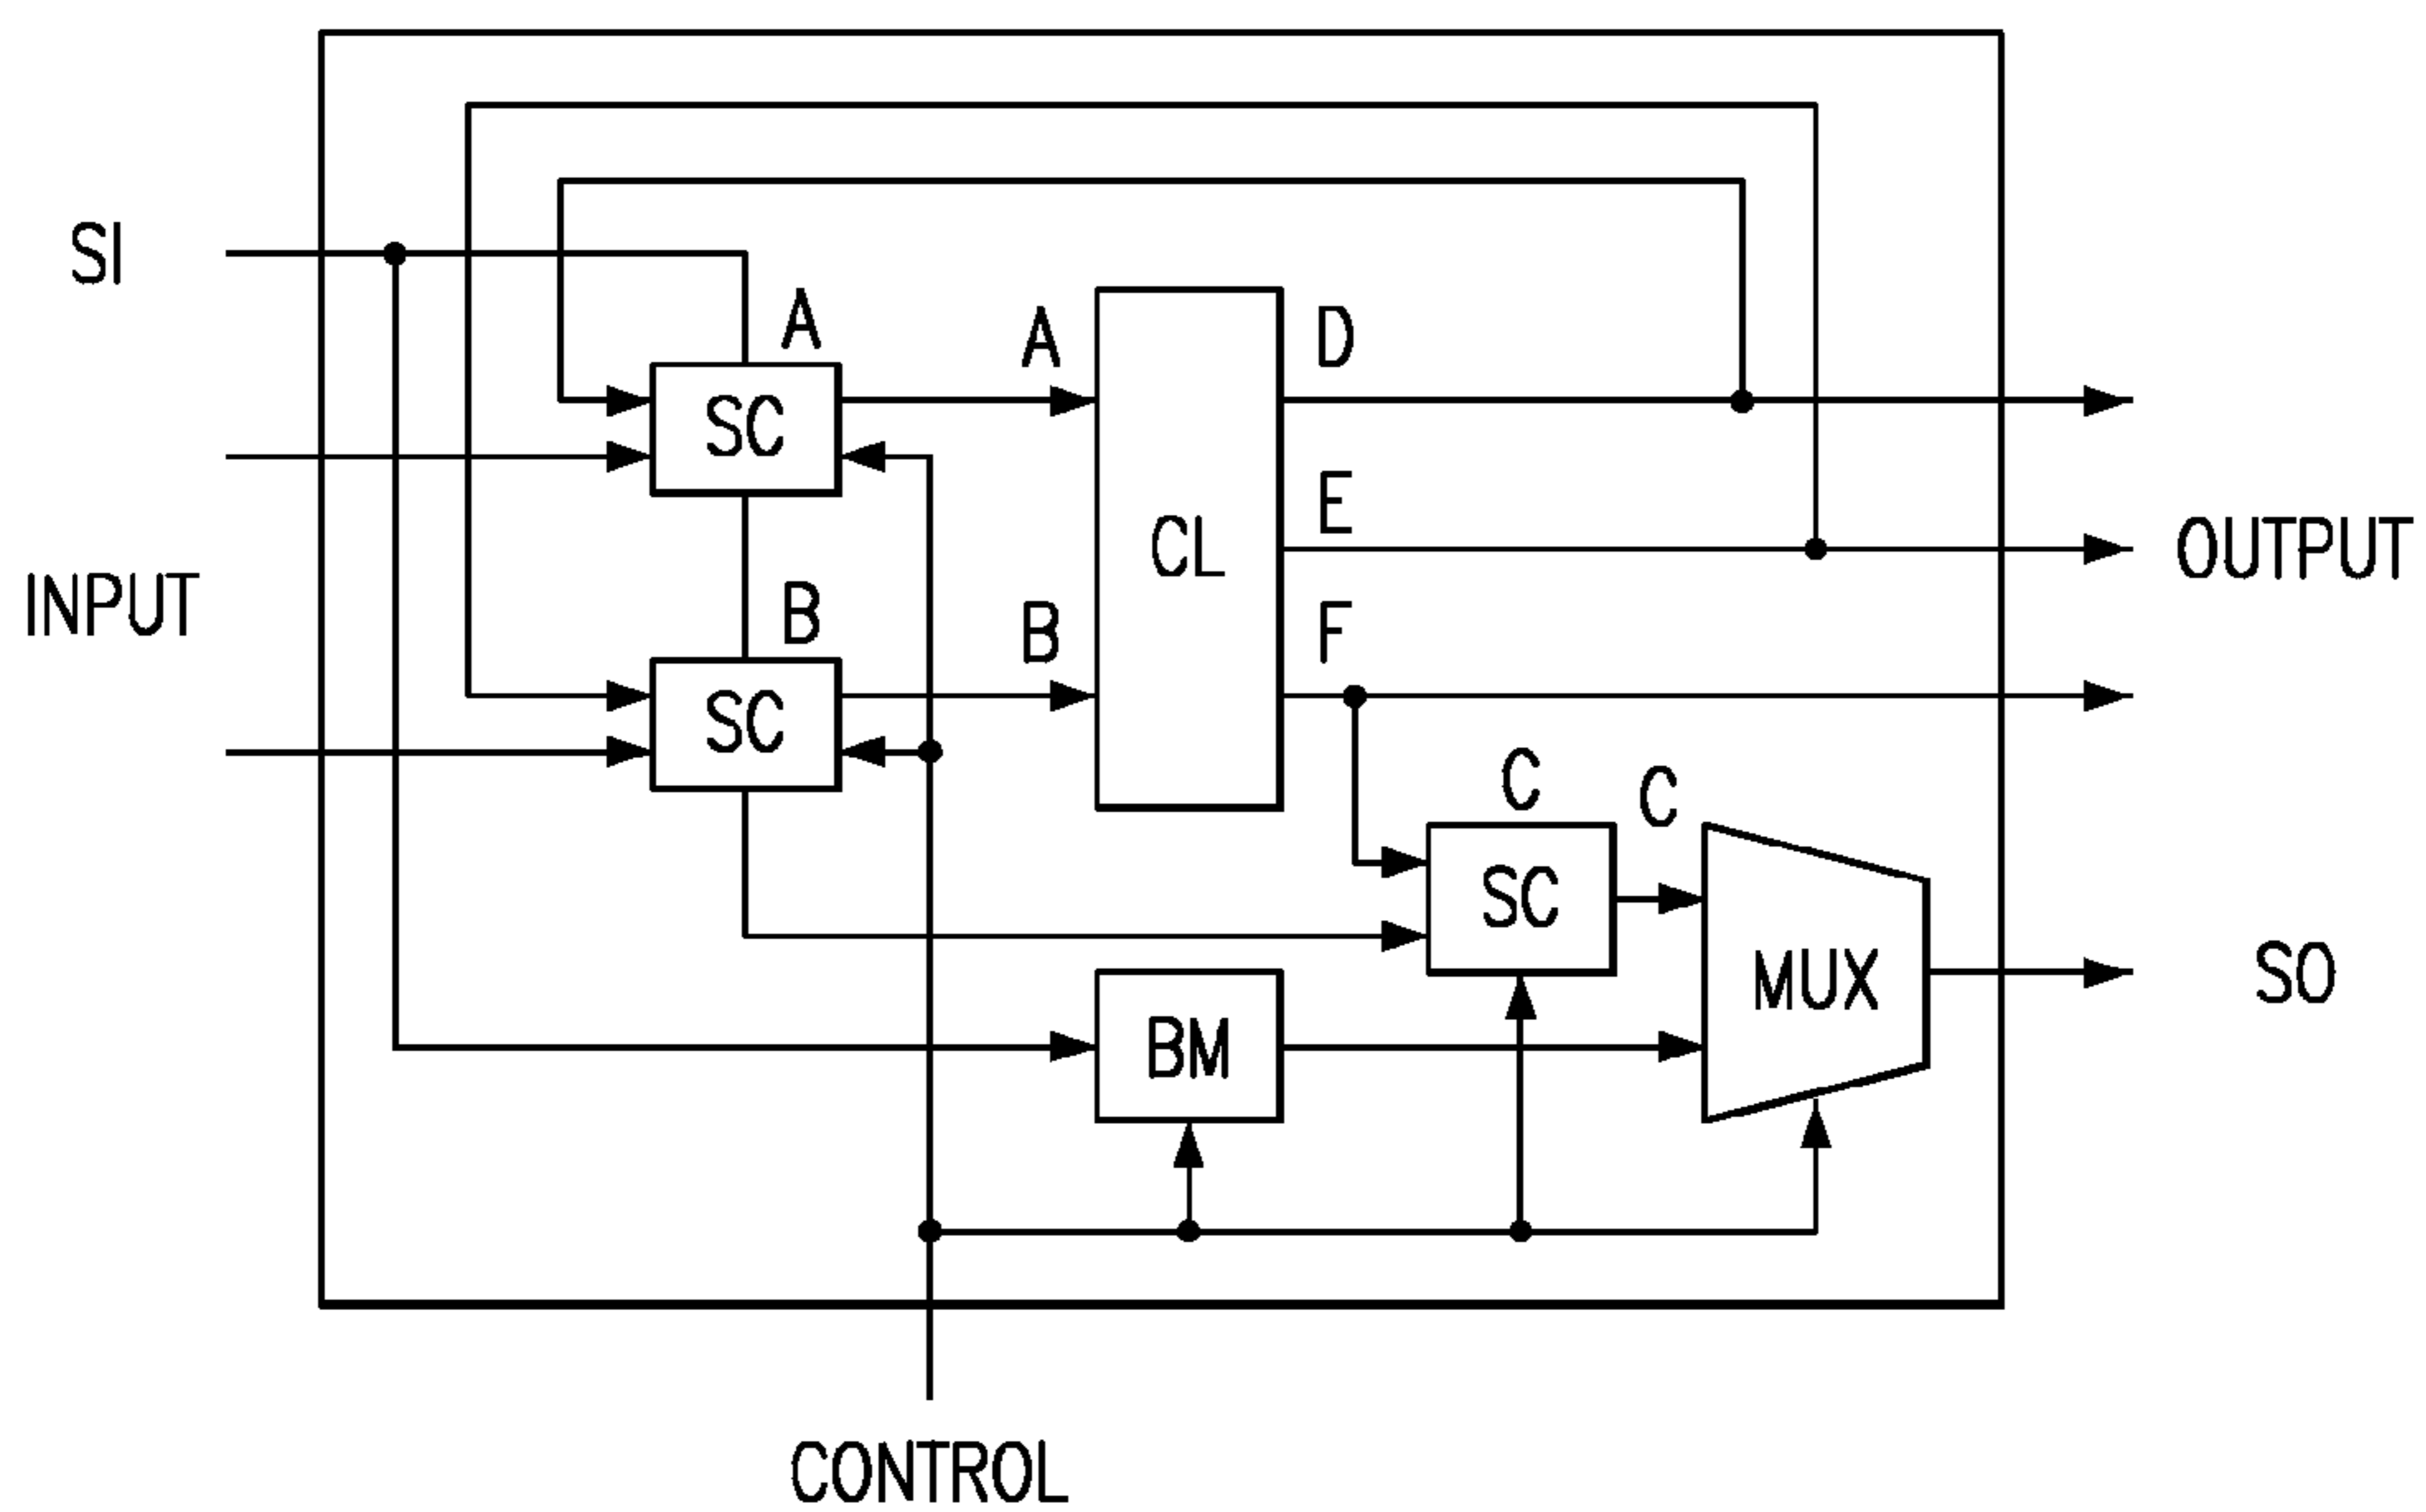 SI
A
A
D
SC
E
CL
OUTPUT
INPUT
B
B
F
SC
C
C
SC
MUX
SO
BM
CONTROL